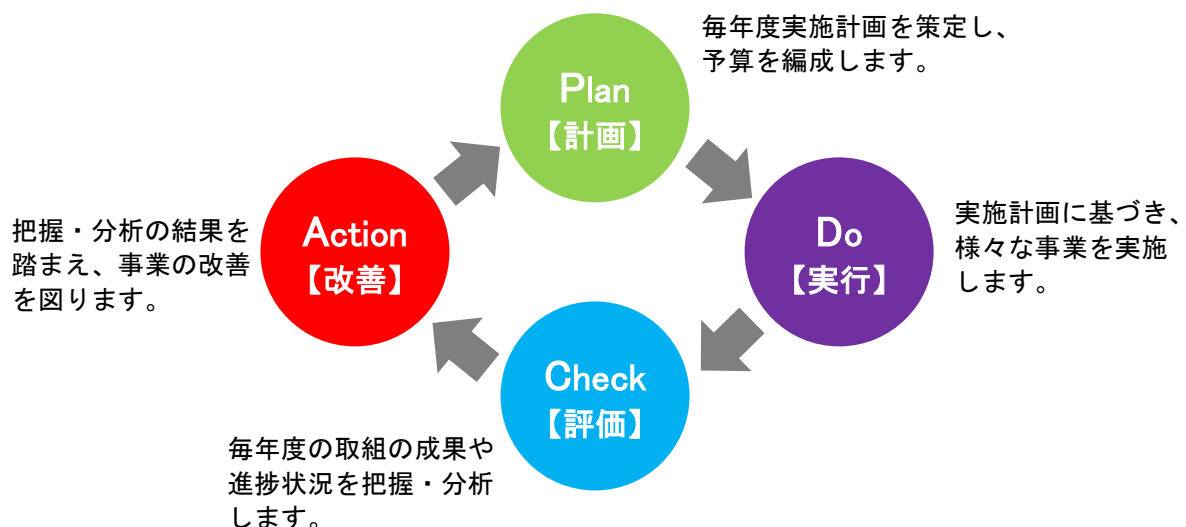 Plan
【計画】
毎年度実施計画を策定し、
予算を編成します。
Do
【実行】
実施計画に基づき、
様々な事業を実施
します。
Check
【評価】
毎年度の取組の成果や
進捗状況を把握・分析
します。
Action
【改善】
把握・分析の結果を
踏まえ、事業の改善
を図ります。